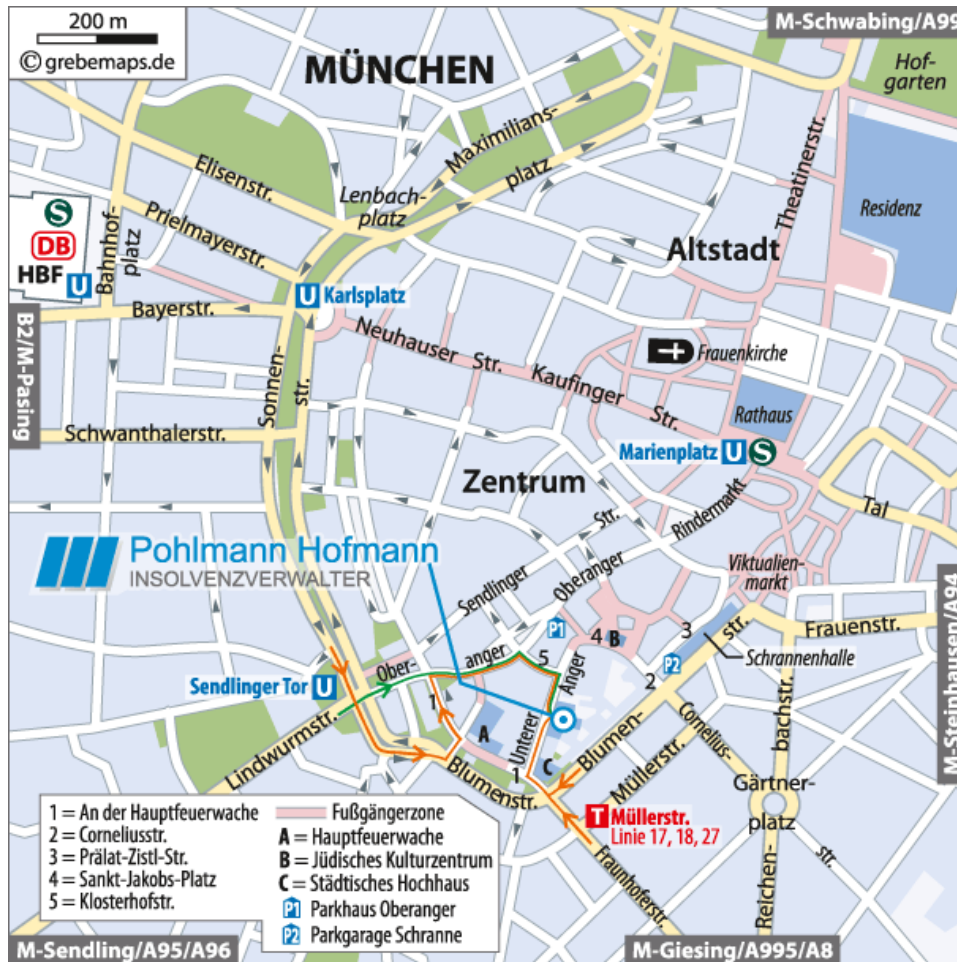 200 m
© grebemaps.de
M-Schwabing/A99
MÜNCHEN
Hof-
garten
Maximilians-
platz
Elisenstr.
Lenbach-
platz
Theatinerstr.
Residenz
Prielmayerstr.
Bahnhof-
platz
S
DB
HBF U
Altstadt
U Karlsplatz
Bayerstr.
B2/M-Pasing
Neuhauser Str.
Kaufinger Str.
Frauenkirche
Sonnen-
str.
Rathaus
Schwanthalerstr.
Marienplatz U S
Zentrum
Rindermarkt
Tal
Pohlmann Hofmann
INSOLVENZVERWALTER
Sendlinger Str.
Oberanger
Viktualien-
markt
M-Steinhausen/A94
Frauenstr.
P1
4
B
3
P2
Schrannenhalle
Ober-
anger
5
Anger
2
Sendlinger Tor U
1
A
Unterer
1
C
Lindwurmstr.
Blumenstr.
Blumen-
str.
Cornelius-
str.
Müllerstr.
Reichen-
bachstr.
Gärtner-
platz
T Müllerstr.
Linie 17, 18, 27
Fraunhoferstr.
1 = An der Hauptfeuerwache
2 = Corneliusstr.
3 = Prälat-Zistl-Str.
4 = Sankt-Jakobs-Platz
5 = Klosterhofstr.
Fußgängerzone
A = Hauptfeuerwache
B = Jüdisches Kulturzentrum
C = Städtisches Hochhaus
P1 Parkhaus Oberanger
P2 Parkgarage Schranne
M-Sendling/A95/A96
M-Giesing/A995/A8